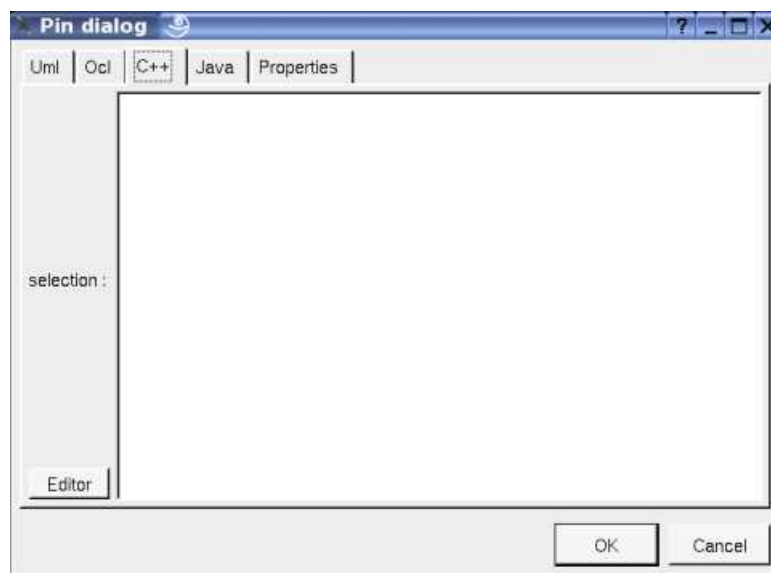 Pin dialog
Uml Ocl C++ Java Properties
selection :
Editor
OK Cancel